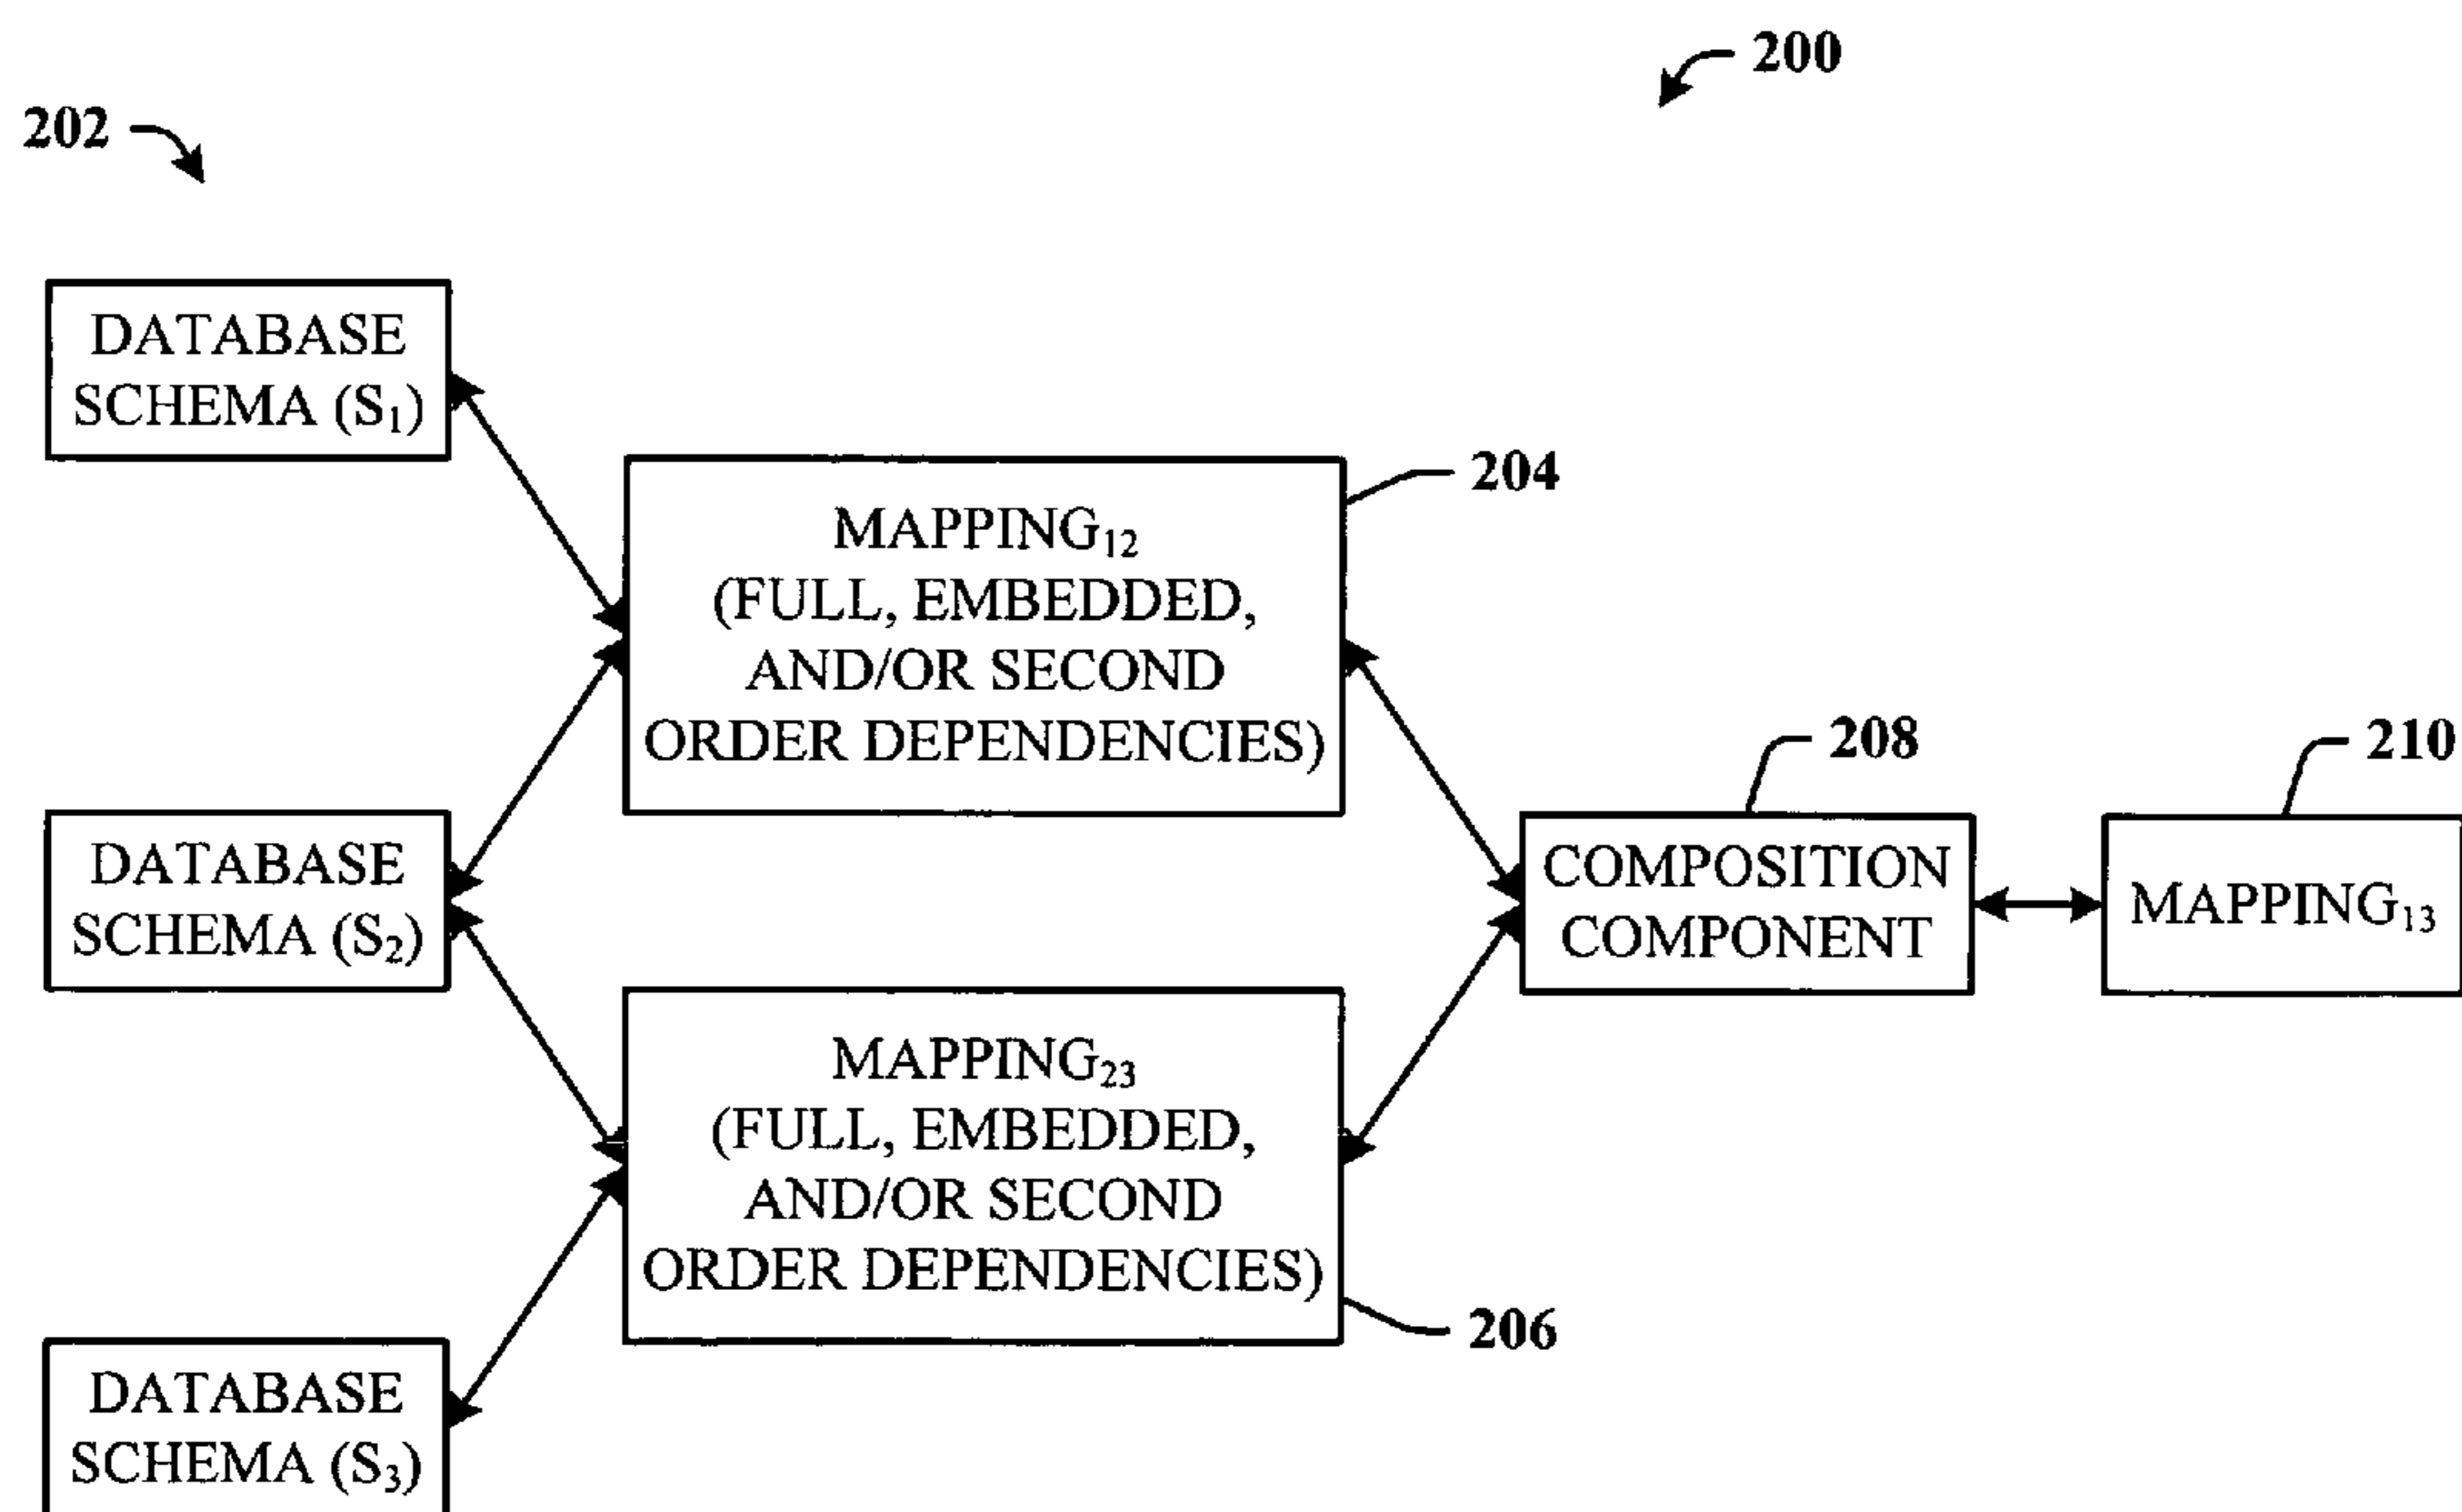 200
202
DATABASE
SCHEMA (S₁)
204
MAPPING₁₂
(FULL, EMBEDDED,
AND/OR SECOND
ORDER DEPENDENCIES)
208
210
DATABASE
SCHEMA (S₂)
COMPOSITION
COMPONENT
MAPPING₁₃
MAPPING₂₃
(FULL, EMBEDDED,
AND/OR SECOND
ORDER DEPENDENCIES)
206
DATABASE
SCHEMA (S₃)